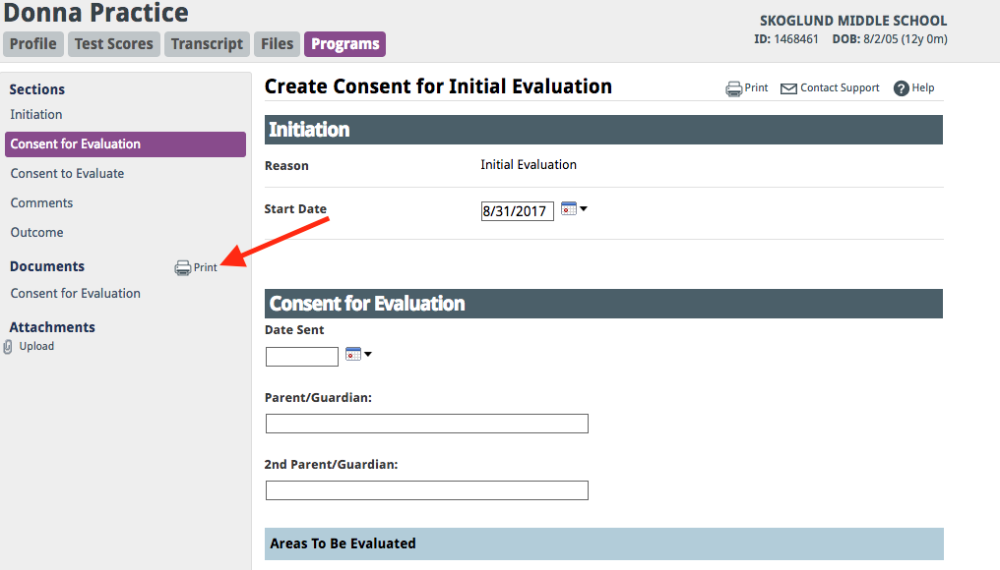 Donna Practice
SKOGLUND MIDDLE SCHOOL
ID: 1468461 DOB: 8/2/05 (12y 0m)
Profile Test Scores Transcript Files Programs
Sections
Initiation
Consent for Evaluation
Consent to Evaluate
Comments
Outcome
Documents Print
Consent for Evaluation
Attachments
Upload
Create Consent for Initial Evaluation
Print Contact Support ? Help
Initiation
Reason Initial Evaluation
Start Date 8/31/2017
Consent for Evaluation
Date Sent
Parent/Guardian:
2nd Parent/Guardian:
Areas To Be Evaluated